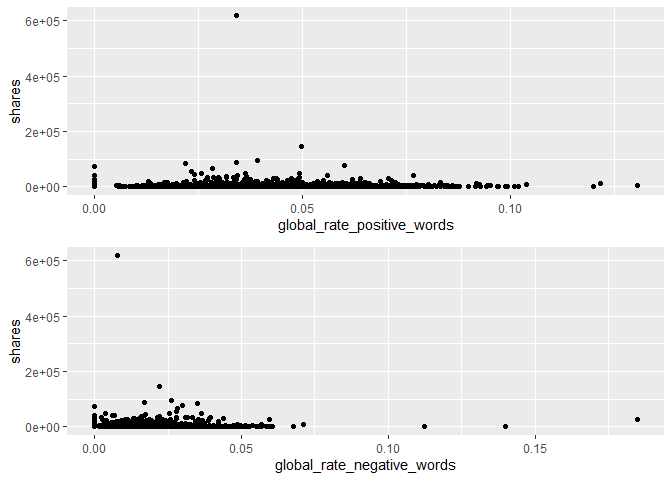 6e+05
4e+05
2e+05
0e+00
shares
0.00 0.05 0.10
global_rate_positive_words
6e+05
4e+05
2e+05
0e+00
shares
0.00 0.05 0.10 0.15
global_rate_negative_words